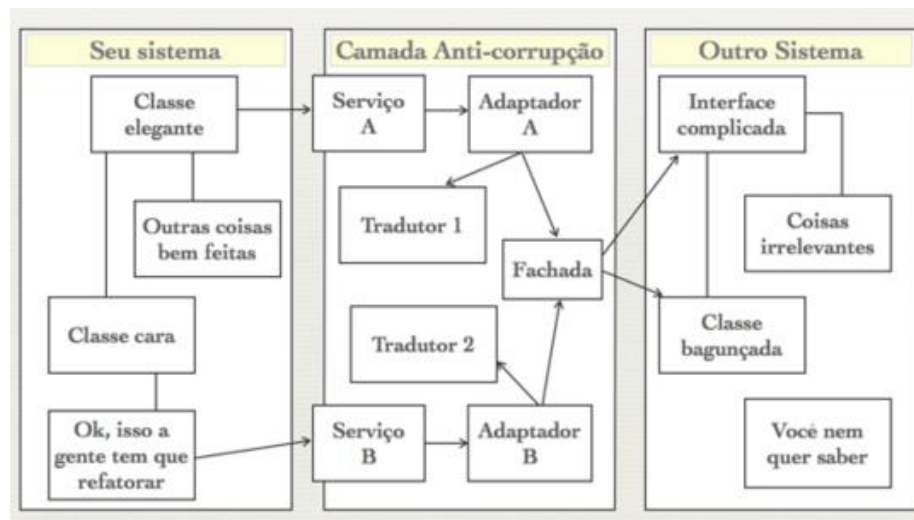 Seu sistema
Classe
elegante
Outras coisas
bem feitas
Classe cara
Ok, isso a
gente tem que
refatorar
Camada Anti-corrupção
Serviço
A
Adaptador
A
Tradutor 1
Fachada
Tradutor 2
Serviço
B
Adaptador
B
Outro Sistema
Interface
complicada
Coisas
irrelevantes
Classe
bagunçada
Você nem
quer saber